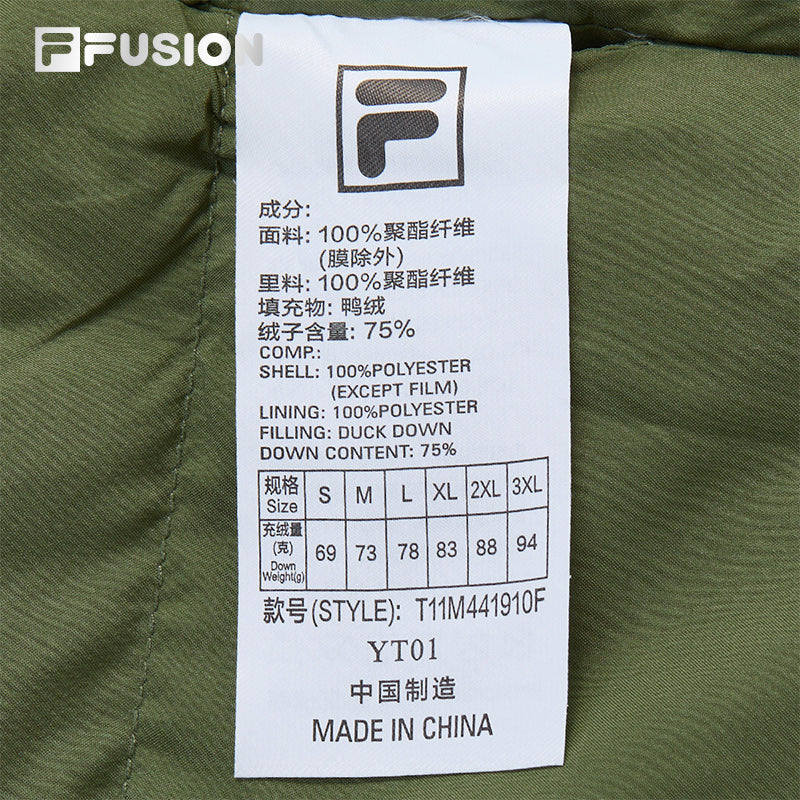 FUSION
F
成分:
面料: 100%聚酯纤维
(膜除外)
里料: 100%聚酯纤维
填充物: 鸭绒
绒子含量: 75%
COMP.:
SHELL: 100%POLYESTER
(EXCEPT FILM)
LINING: 100%POLYESTER
FILLING: DUCK DOWN
DOWN CONTENT: 75%
规格 Size S M L XL 2XL 3XL
充绒量(克) Down Weight(g) 69 73 78 83 88 94
款号(STYLE): T11M441910F
YT01
中国制造
MADE IN CHINA